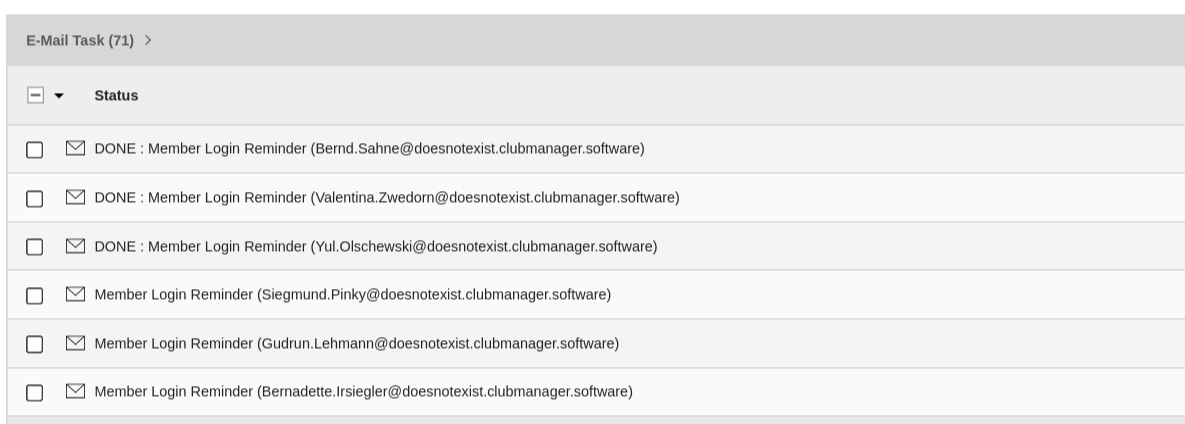 E-Mail Task (71)
Status
DONE : Member Login Reminder (Bernd.Sahne@doesnotexist.clubmanager.software)
DONE : Member Login Reminder (Valentina.Zwedorn@doesnotexist.clubmanager.software)
DONE : Member Login Reminder (Yul.Olschewski@doesnotexist.clubmanager.software)
Member Login Reminder (Siegmund.Pinky@doesnotexist.clubmanager.software)
Member Login Reminder (Gudrun.Lehmann@doesnotexist.clubmanager.software)
Member Login Reminder (Bernadette.Irsiegler@doesnotexist.clubmanager.software)